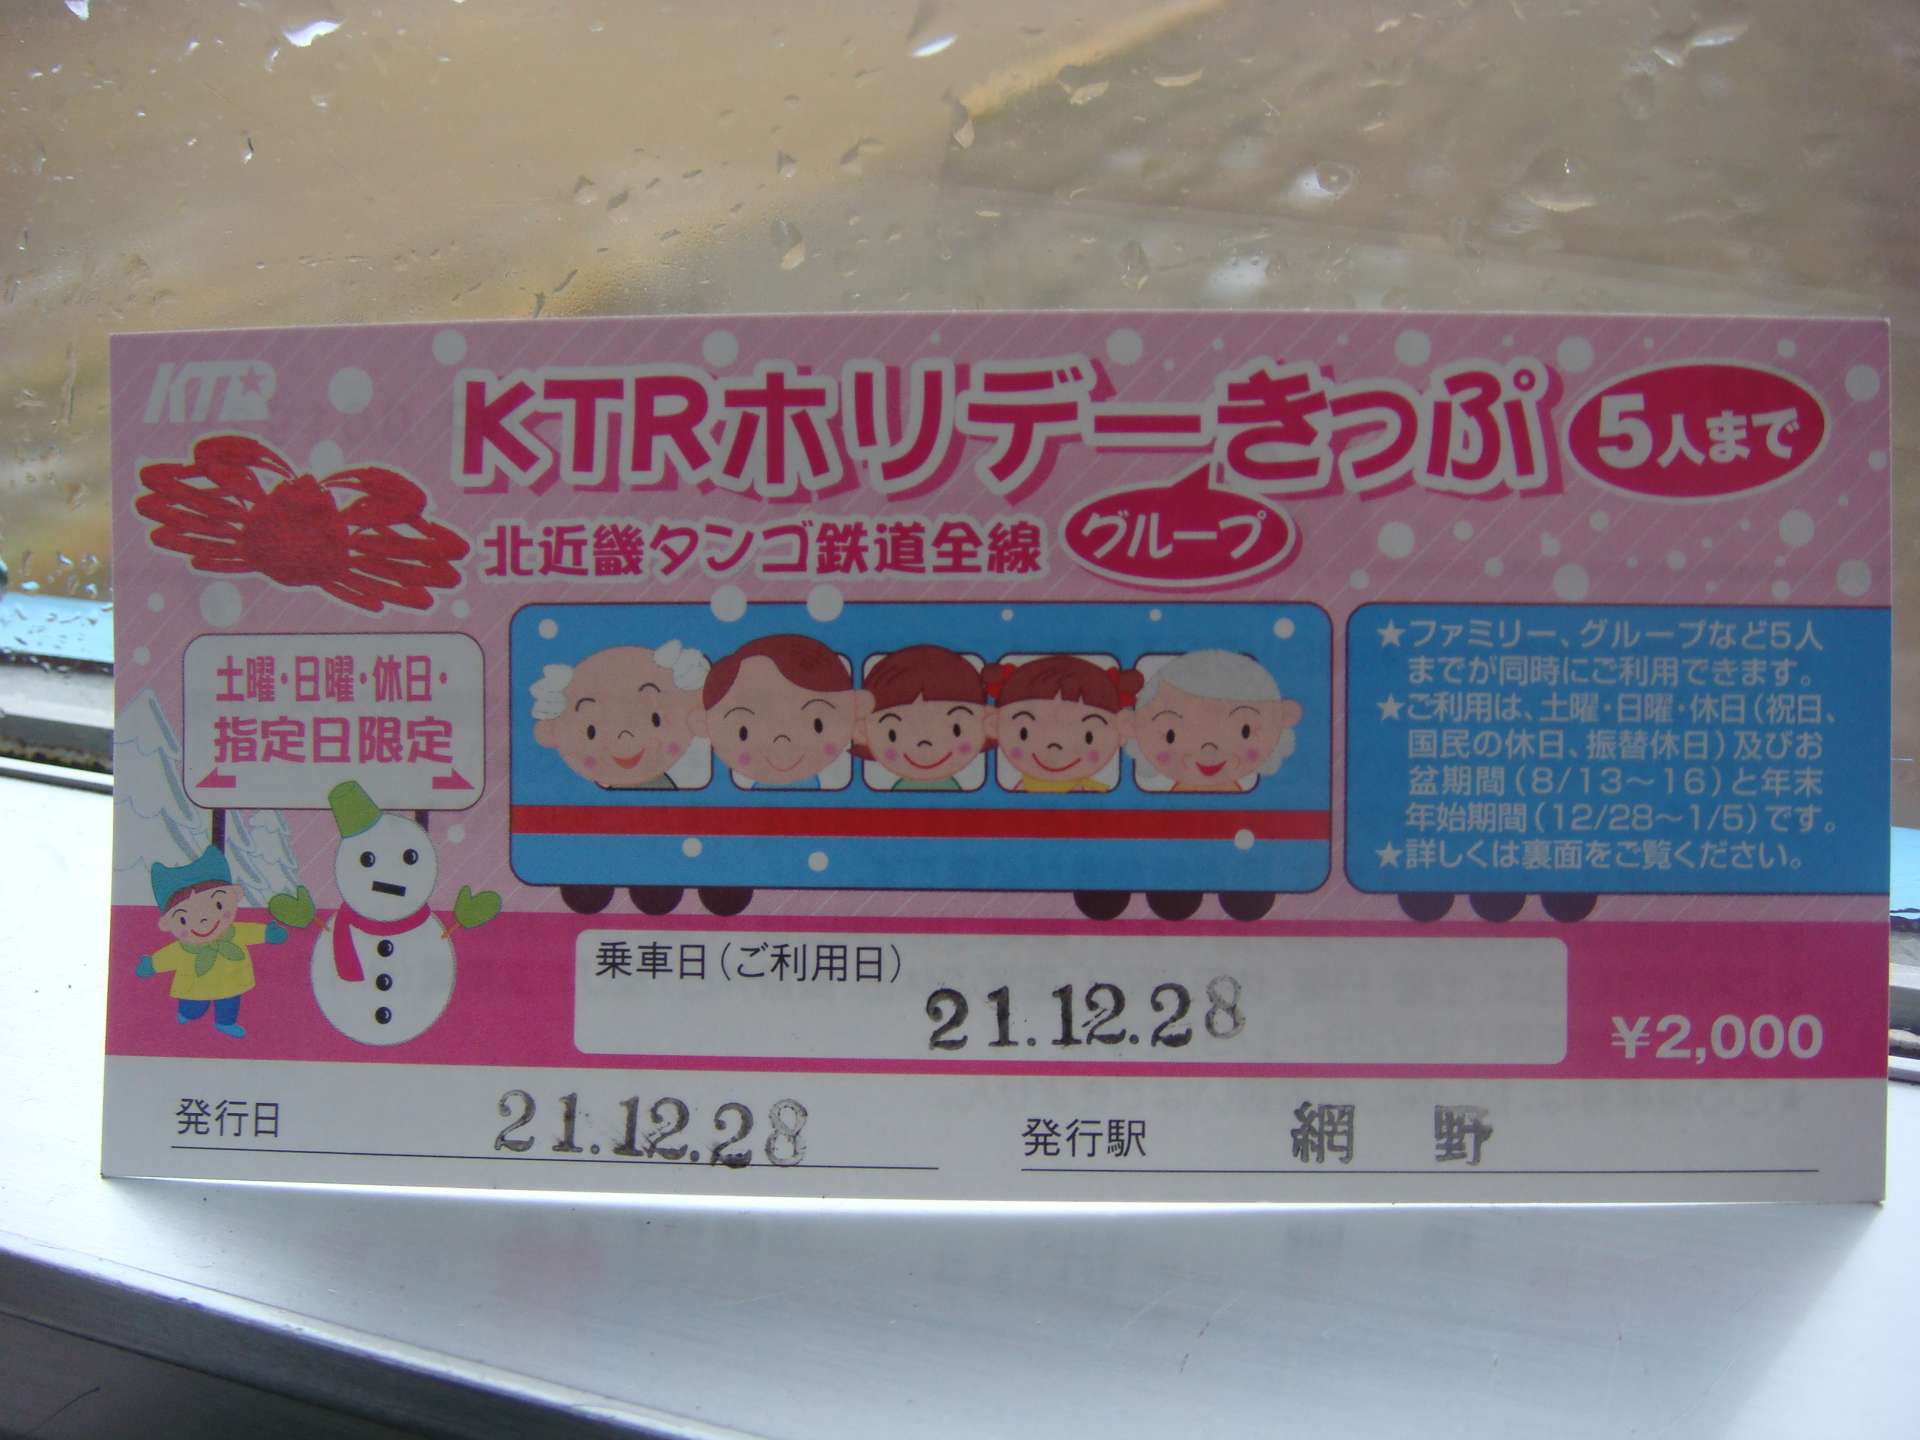 KTR
KTRホリデーきっぷ
5人まで
グループ
北近畿タンゴ鉄道全線
土曜・日曜・休日・
指定日限定
★ファミリー、グループなど5人
までが同時にご利用できます。
★ご利用は、土曜・日曜・休日(祝日、
国民の休日、振替休日)及びお
盆期間(8/13〜16)と年末
年始期間(12/28〜1/5)です。
★詳しくは裏面をご覧ください。
乗車日(ご利用日)
21.12.28
¥2,000
発行日 21.12.28
発行駅 網野